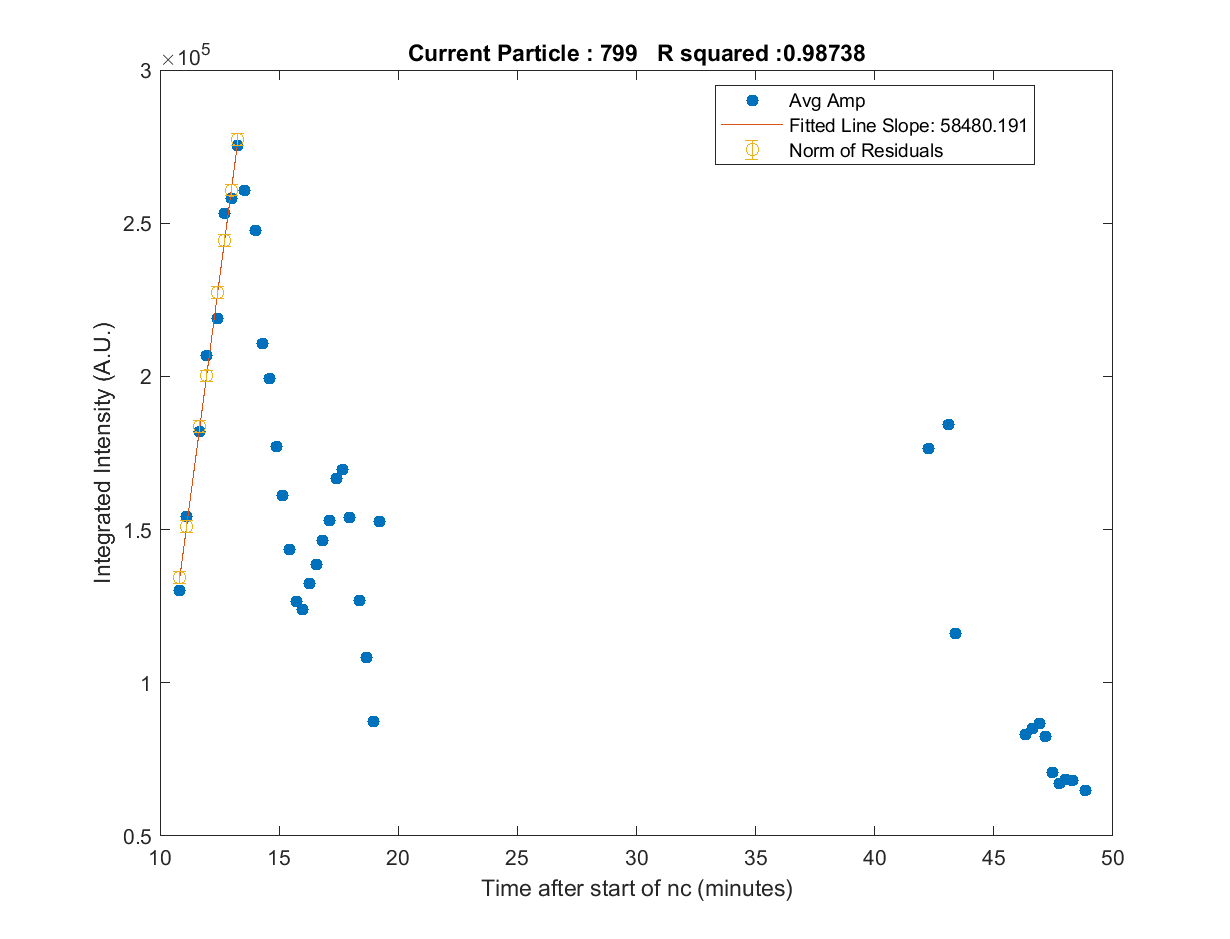 Current Particle : 799   R squared :0.98738
×10^5
3
2.5
2
1.5
1
0.5
Integrated Intensity (A.U.)
Avg Amp
Fitted Line Slope: 58480.191
Norm of Residuals
10 15 20 25 30 35 40 45 50
Time after start of nc (minutes)